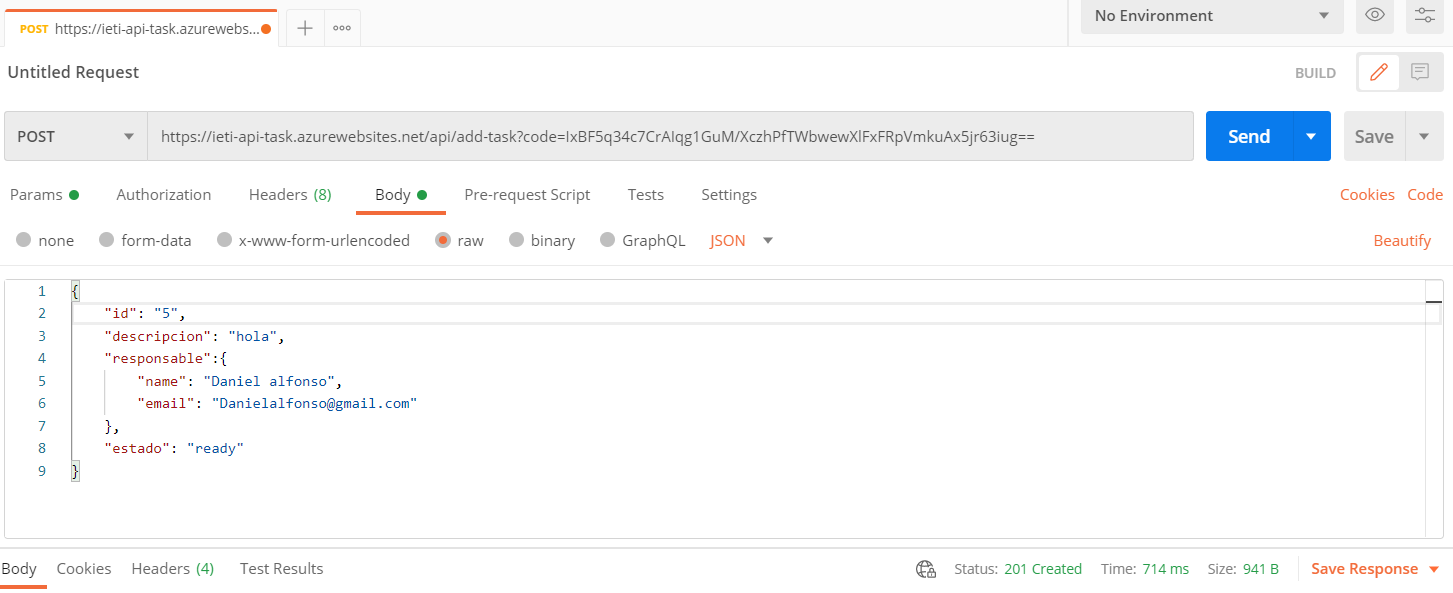 POST https://ieti-api-task.azurewebs...
No Environment
Untitled Request
BUILD
POST
https://ieti-api-task.azurewebsites.net/api/add-task?code=IxBF5q34c7CrAIqg1GuM/XczhPfTWbwewXlFxFRpVmkuAx5jr63iug==
Send
Save
Params
Authorization
Headers (8)
Body
Pre-request Script
Tests
Settings
Cookies
Code
none
form-data
x-www-form-urlencoded
raw
binary
GraphQL
JSON
Beautify
1 {
2 "id": "5",
3 "descripcion": "hola",
4 "responsable":{
5 "name": "Daniel alfonso",
6 "email": "Danielalfonso@gmail.com"
7 },
8 "estado": "ready"
9 }
Body
Cookies
Headers (4)
Test Results
Status: 201 Created
Time: 714 ms
Size: 941 B
Save Response